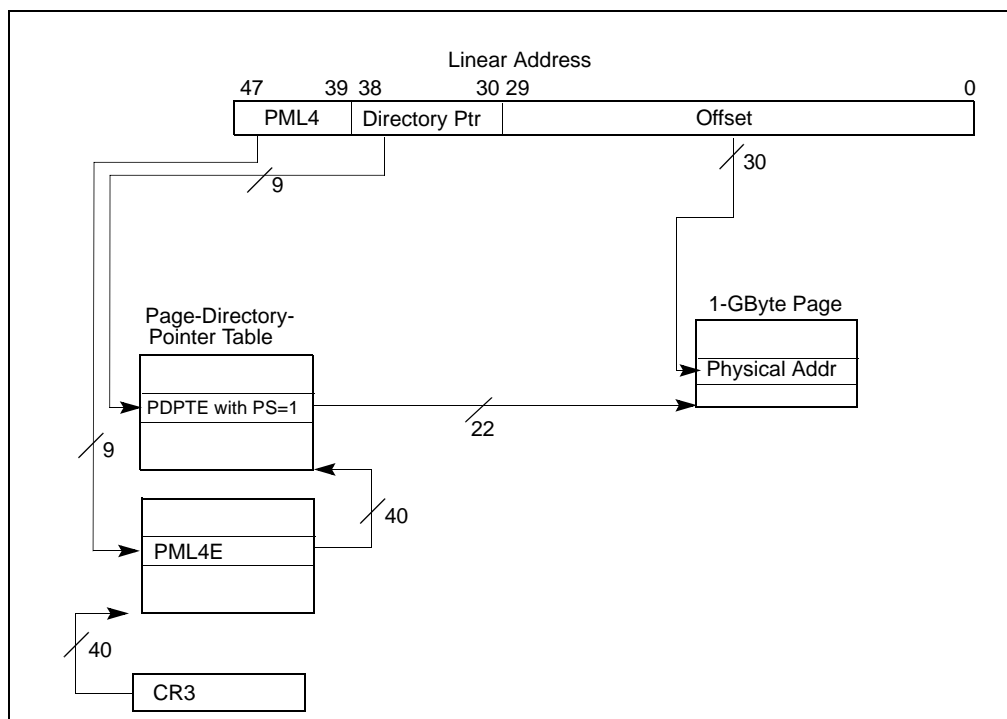 Linear Address
47 39 38 30 29 0
PML4 Directory Ptr Offset
9
30
Page-Directory-
Pointer Table
1-GByte Page
Physical Addr
PDPTE with PS=1
22
9
40
PML4E
40
CR3